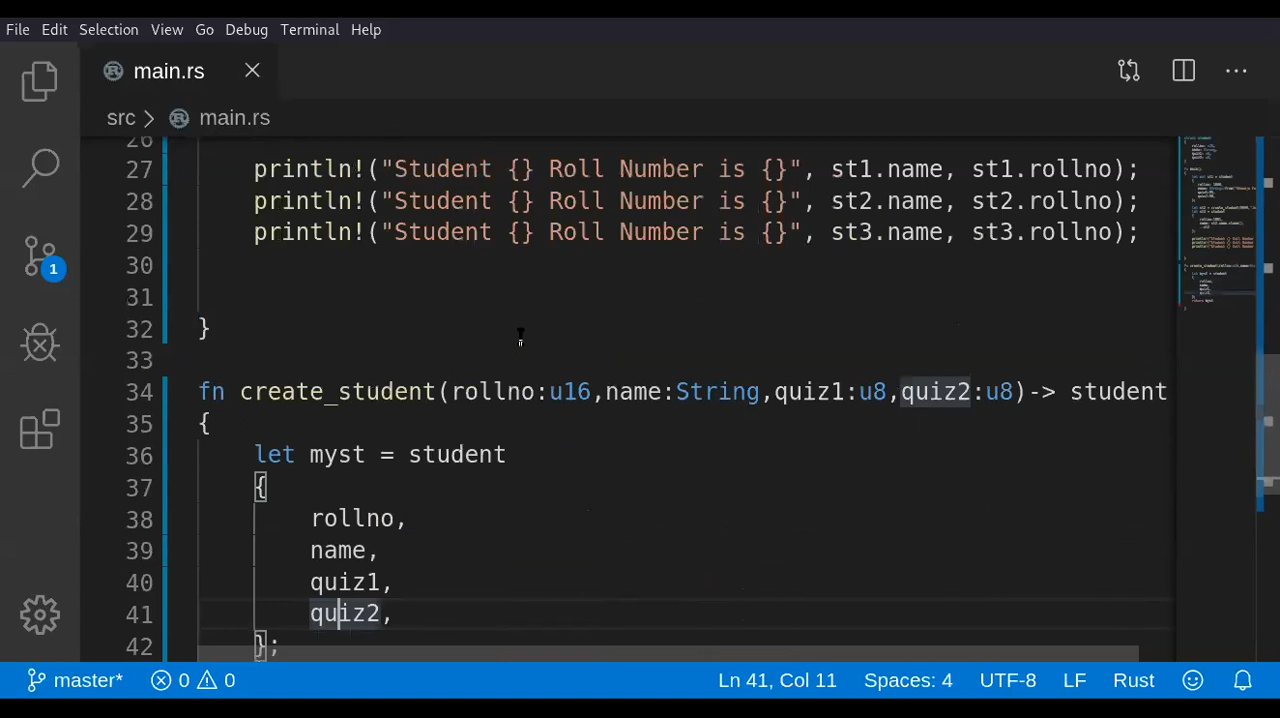 File Edit Selection View Go Debug Terminal Help
main.rs
src > main.rs
26
27 println!("Student {} Roll Number is {}", st1.name, st1.rollno);
28 println!("Student {} Roll Number is {}", st2.name, st2.rollno);
29 println!("Student {} Roll Number is {}", st3.name, st3.rollno);
30
31
32 }
33
34 fn create_student(rollno:u16,name:String,quiz1:u8,quiz2:u8)-> student
35 {
36 let myst = student
37 {
38 rollno,
39 name,
40 quiz1,
41 quiz2,
42 };
1
master* 0 0 Ln 41, Col 11 Spaces: 4 UTF-8 LF Rust